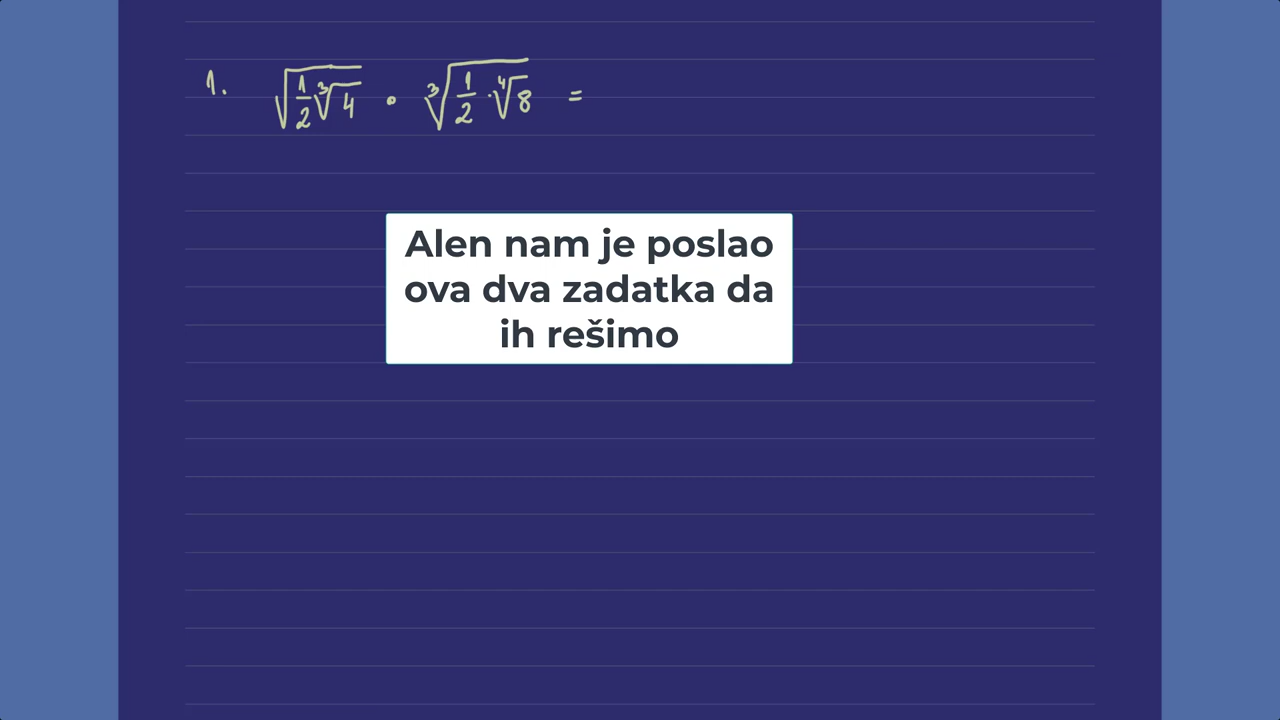 1. √(1/2 ∛4) · ∛(1/2 · ∜8) =
Alen nam je poslao
ova dva zadatka da
ih rešimo